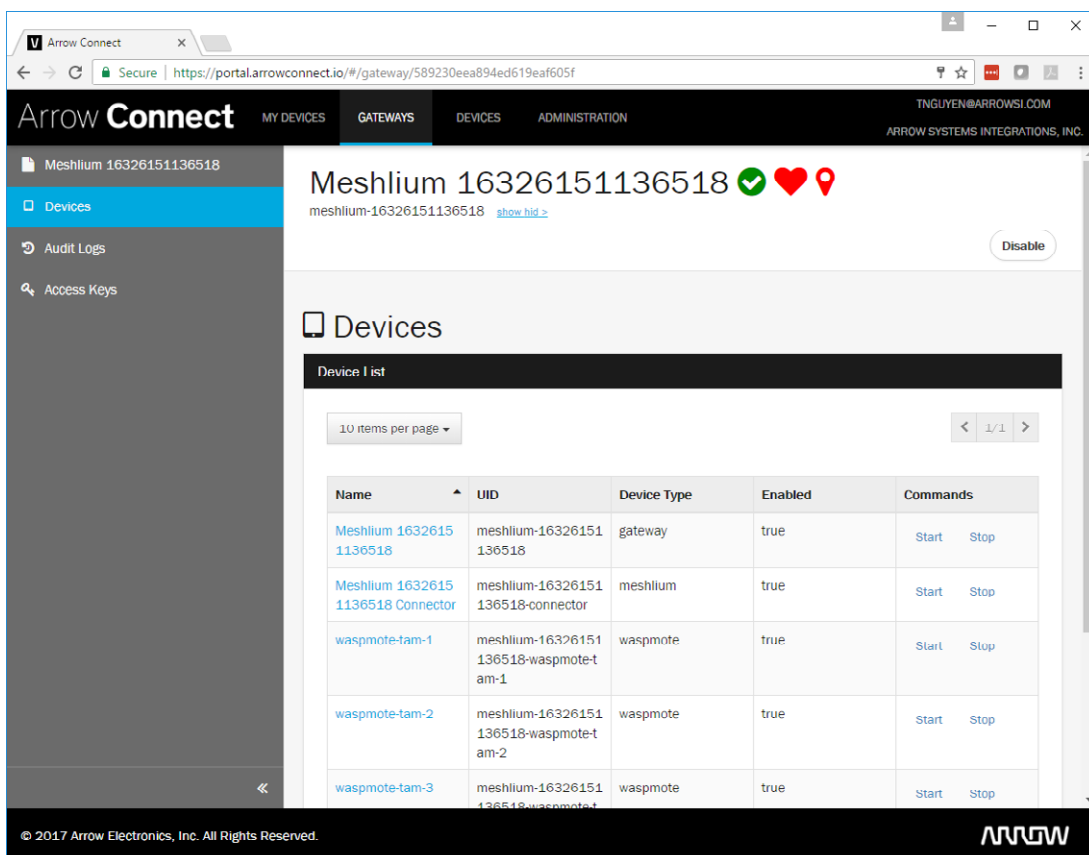 Arrow Connect
Secure | https://portal.arrowconnect.io/#/gateway/589230eea894ed619eaf605f
Arrow Connect
MY DEVICES GATEWAYS DEVICES ADMINISTRATION
TNGUYEN@ARROWSI.COM
ARROW SYSTEMS INTEGRATIONS, INC.
Meshlium 16326151136518
Devices
Audit Logs
Access Keys
Meshlium 16326151136518
meshlium-16326151136518 show hid >
Disable
Devices
Device List
10 items per page
1/1
Name UID Device Type Enabled Commands
Meshlium 1632615 meshlium-16326151 gateway true Start Stop
1136518 136518
Meshlium 1632615 meshlium-16326151 meshlium true Start Stop
1136518 Connector 136518-connector
waspmote-tam-1 meshlium-16326151 waspmote true Start Stop
136518-waspmote-t
am-1
waspmote-tam-2 meshlium-16326151 waspmote true Start Stop
136518-waspmote-t
am-2
waspmote-tam-3 meshlium-16326151 waspmote true Start Stop
136518-waspmote-t
© 2017 Arrow Electronics, Inc. All Rights Reserved.
ARROW